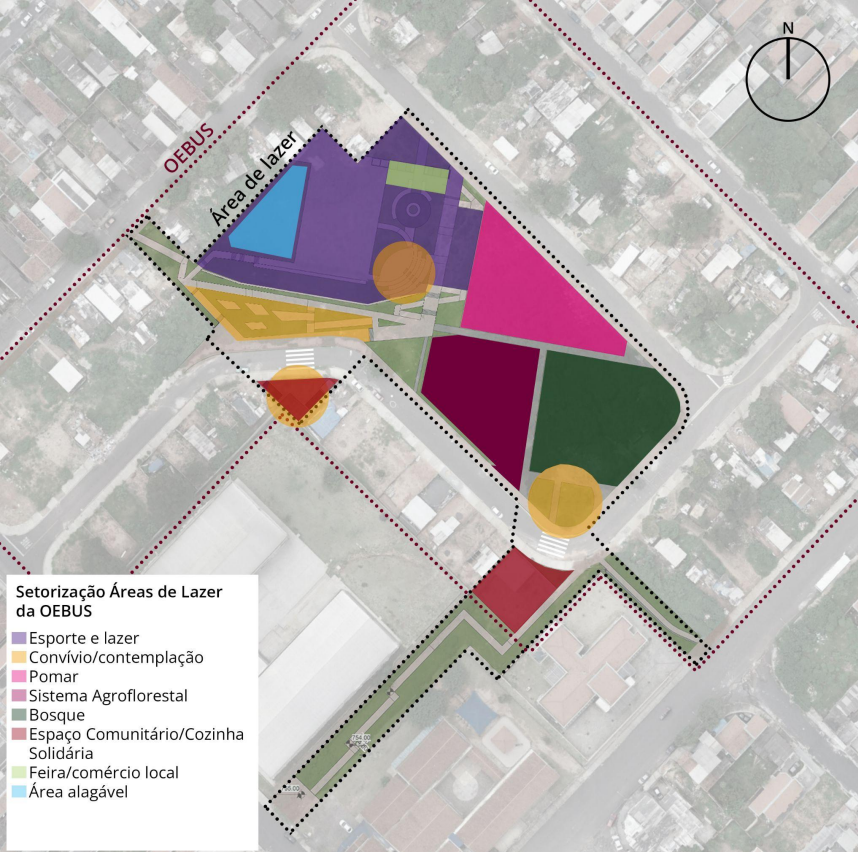 N
OEBUS
Área de lazer
Setorização Áreas de Lazer
da OEBUS
Esporte e lazer
Convívio/contemplação
Pomar
Sistema Agroflorestal
Bosque
Espaço Comunitário/Cozinha
Solidária
Feira/comércio local
Área alagável